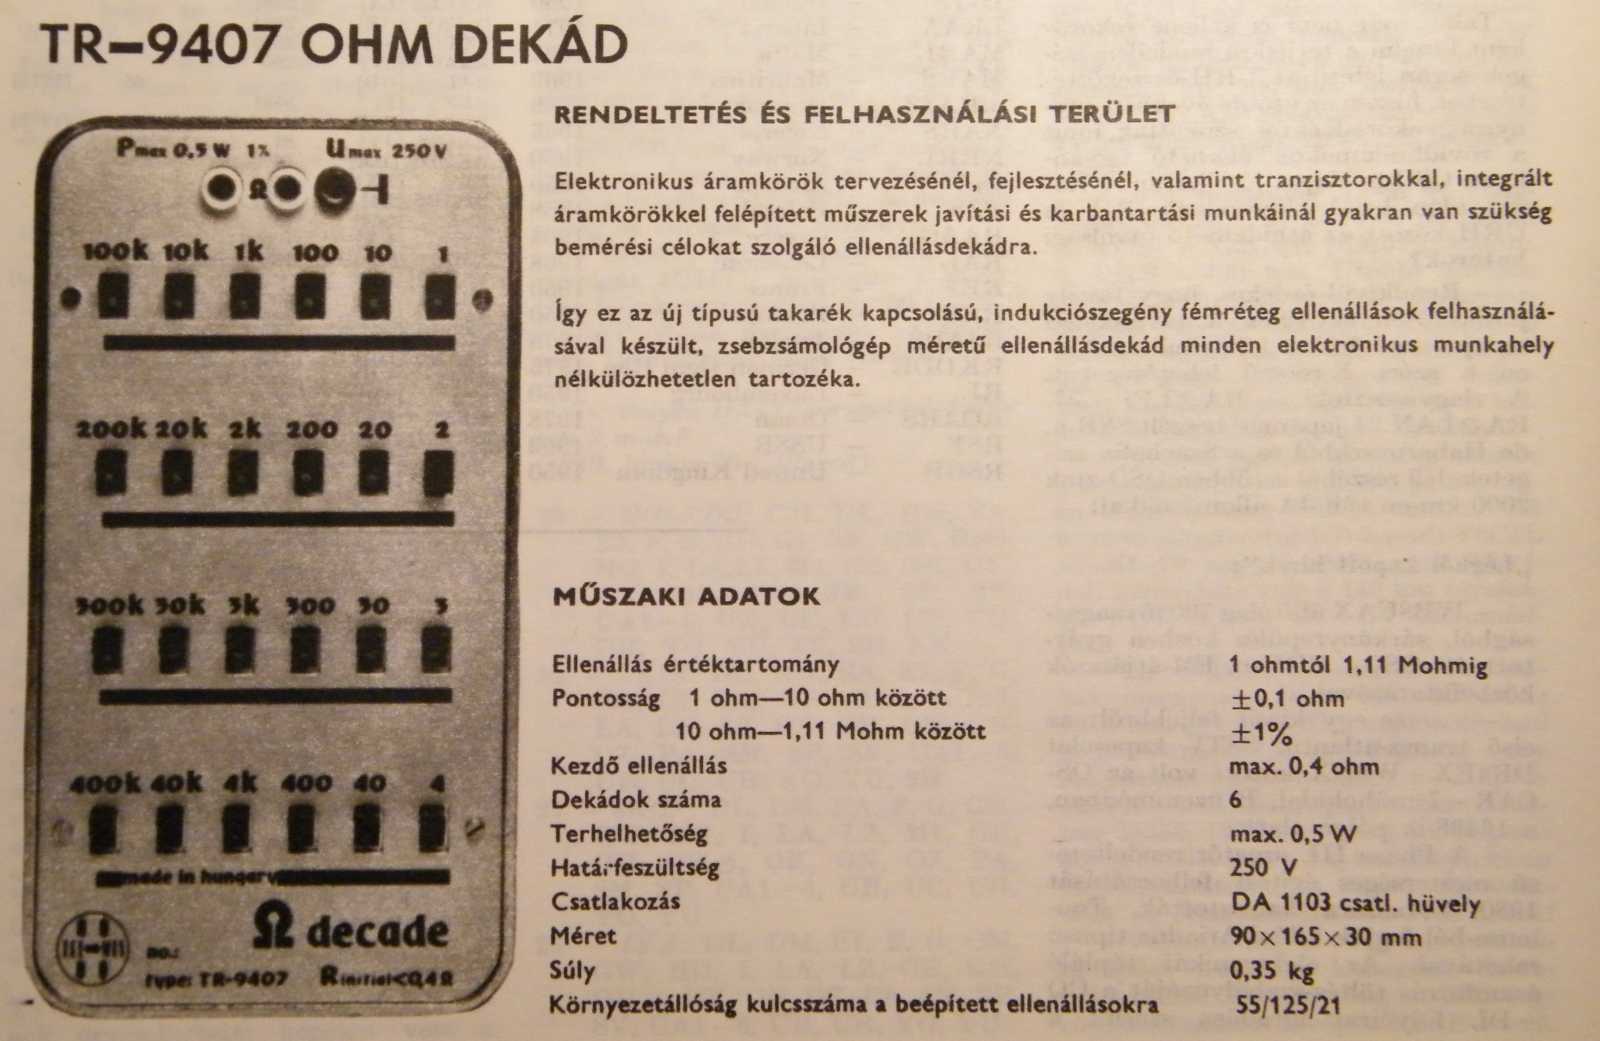 TR–9407 OHM DEKÁD
Pmax 0,5 W 1% Umax 250 V
Ω
100k 10k 1k 100 10 1
200k 20k 2k 200 20 2
300k 30k 3k 300 30 3
400k 40k 4k 400 40 4
made in hungary
Ω decade
no.:
type: TR-9407 Rinitial<0,4Ω
RENDELTETÉS ÉS FELHASZNÁLÁSI TERÜLET
Elektronikus áramkörök tervezésénél, fejlesztésénél, valamint tranzisztorokkal, integrált
áramkörökkel felépített műszerek javítási és karbantartási munkáinál gyakran van szükség
bemérési célokat szolgáló ellenállásdekádra.
Így ez az új típusú takarék kapcsolású, indukciószegény fémréteg ellenállások felhasználá-
sával készült, zsebzsámológép méretű ellenállásdekád minden elektronikus munkahely
nélkülözhetetlen tartozéka.
MŰSZAKI ADATOK
Ellenállás értéktartomány 1 ohmtól 1,11 Mohmig
Pontosság 1 ohm—10 ohm között ±0,1 ohm
10 ohm—1,11 Mohm között ±1%
Kezdő ellenállás max. 0,4 ohm
Dekádok száma 6
Terhelhetőség max. 0,5 W
Határfeszültség 250 V
Csatlakozás DA 1103 csatl. hüvely
Méret 90×165×30 mm
Súly 0,35 kg
Környezetállóság kulcsszáma a beépített ellenállásokra 55/125/21